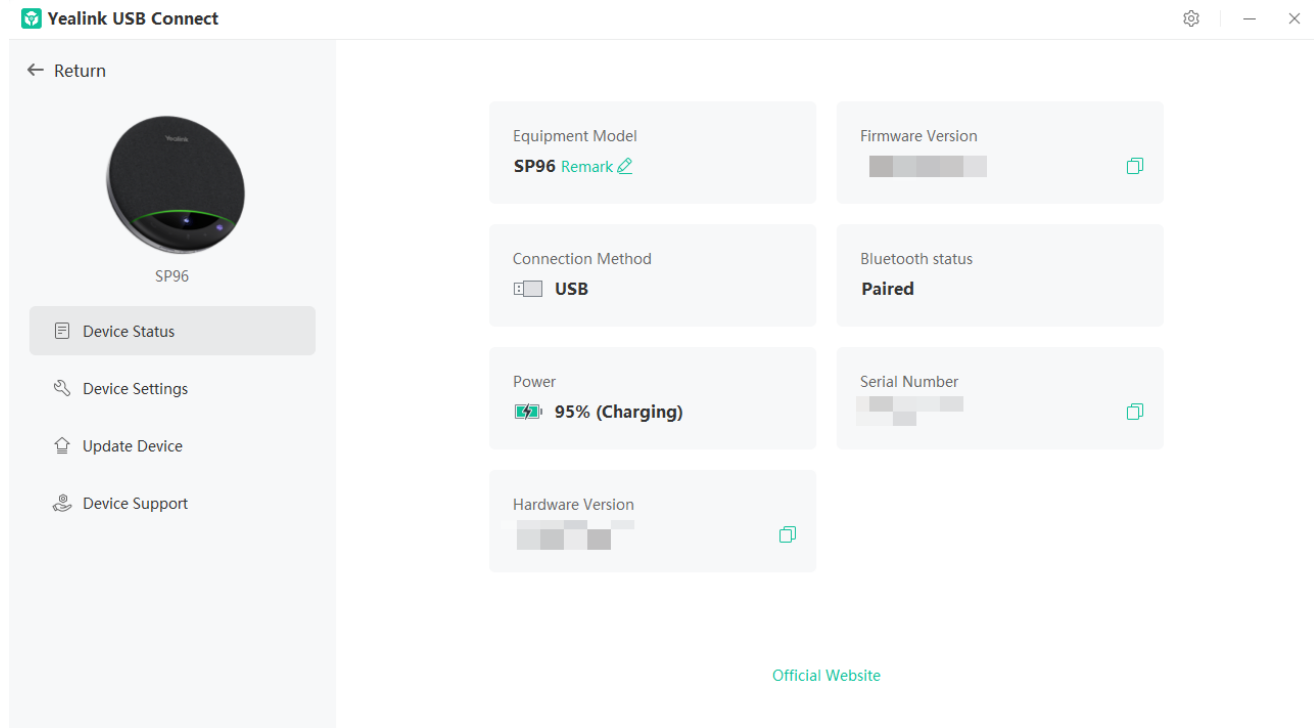 Yealink USB Connect
Return
Yealink
SP96
Device Status
Device Settings
Update Device
Device Support
Equipment Model
SP96 Remark
Firmware Version
Connection Method
USB
Bluetooth status
Paired
Power
95% (Charging)
Serial Number
Hardware Version
Official Website